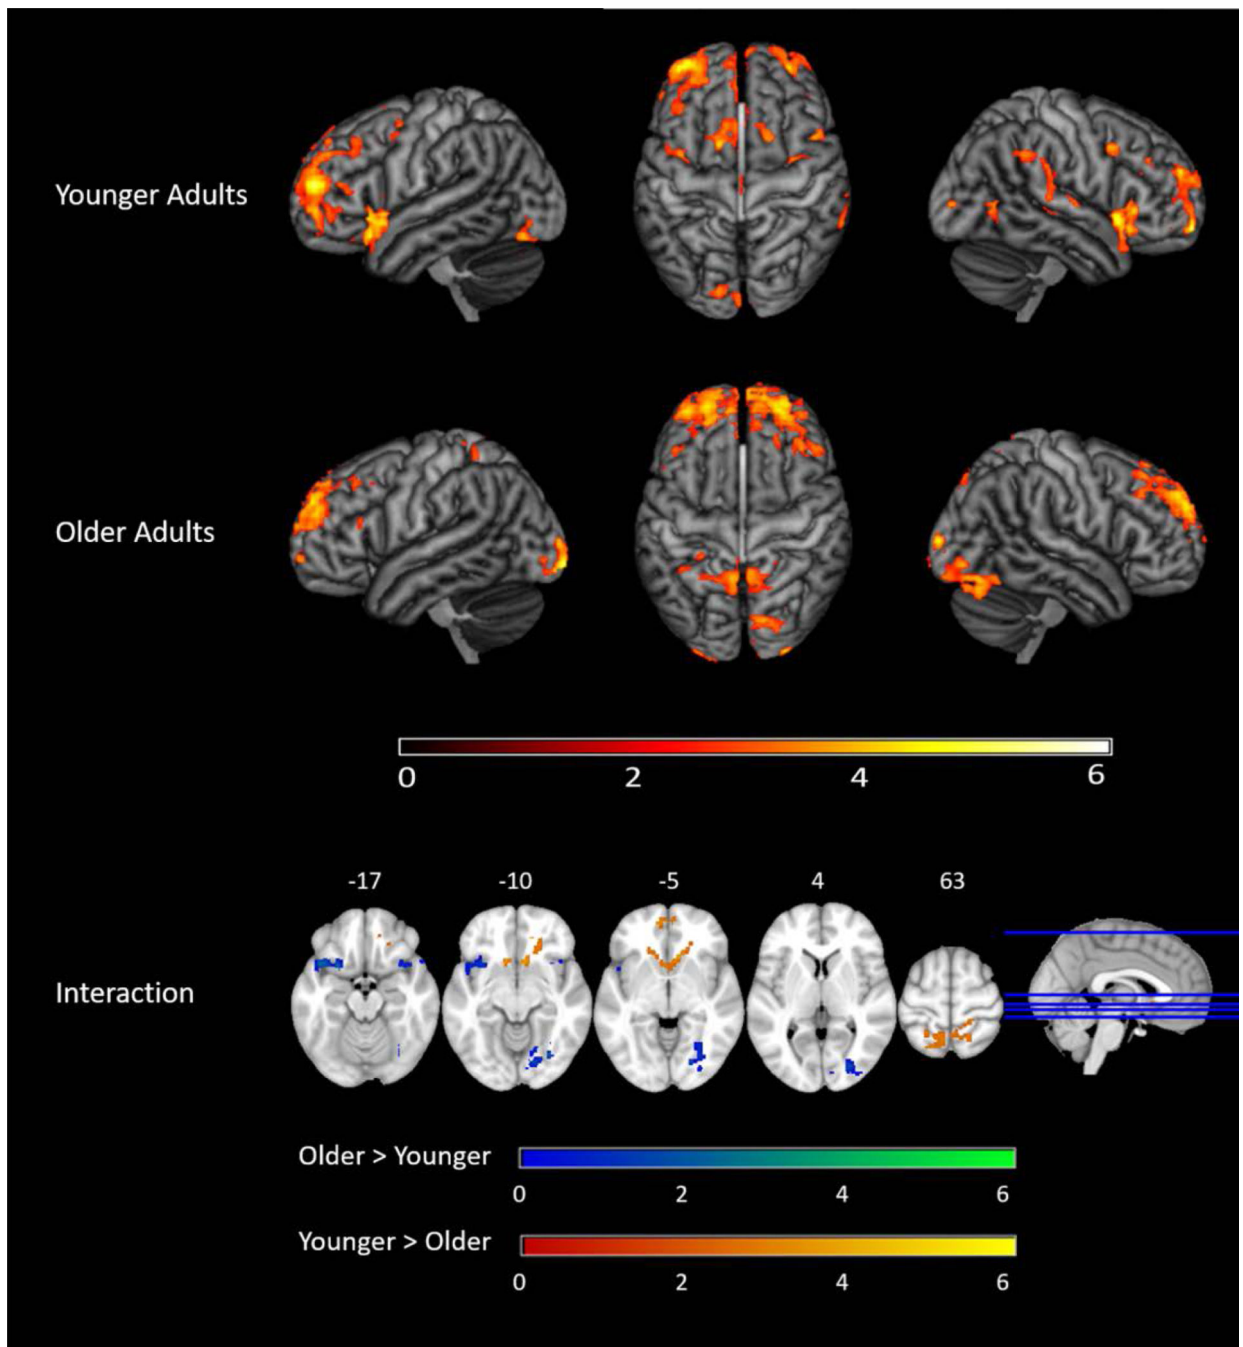 Younger Adults
Older Adults
0 2 4 6
-17 -10 -5 4 63
Interaction
Older > Younger
0 2 4 6
Younger > Older
0 2 4 6